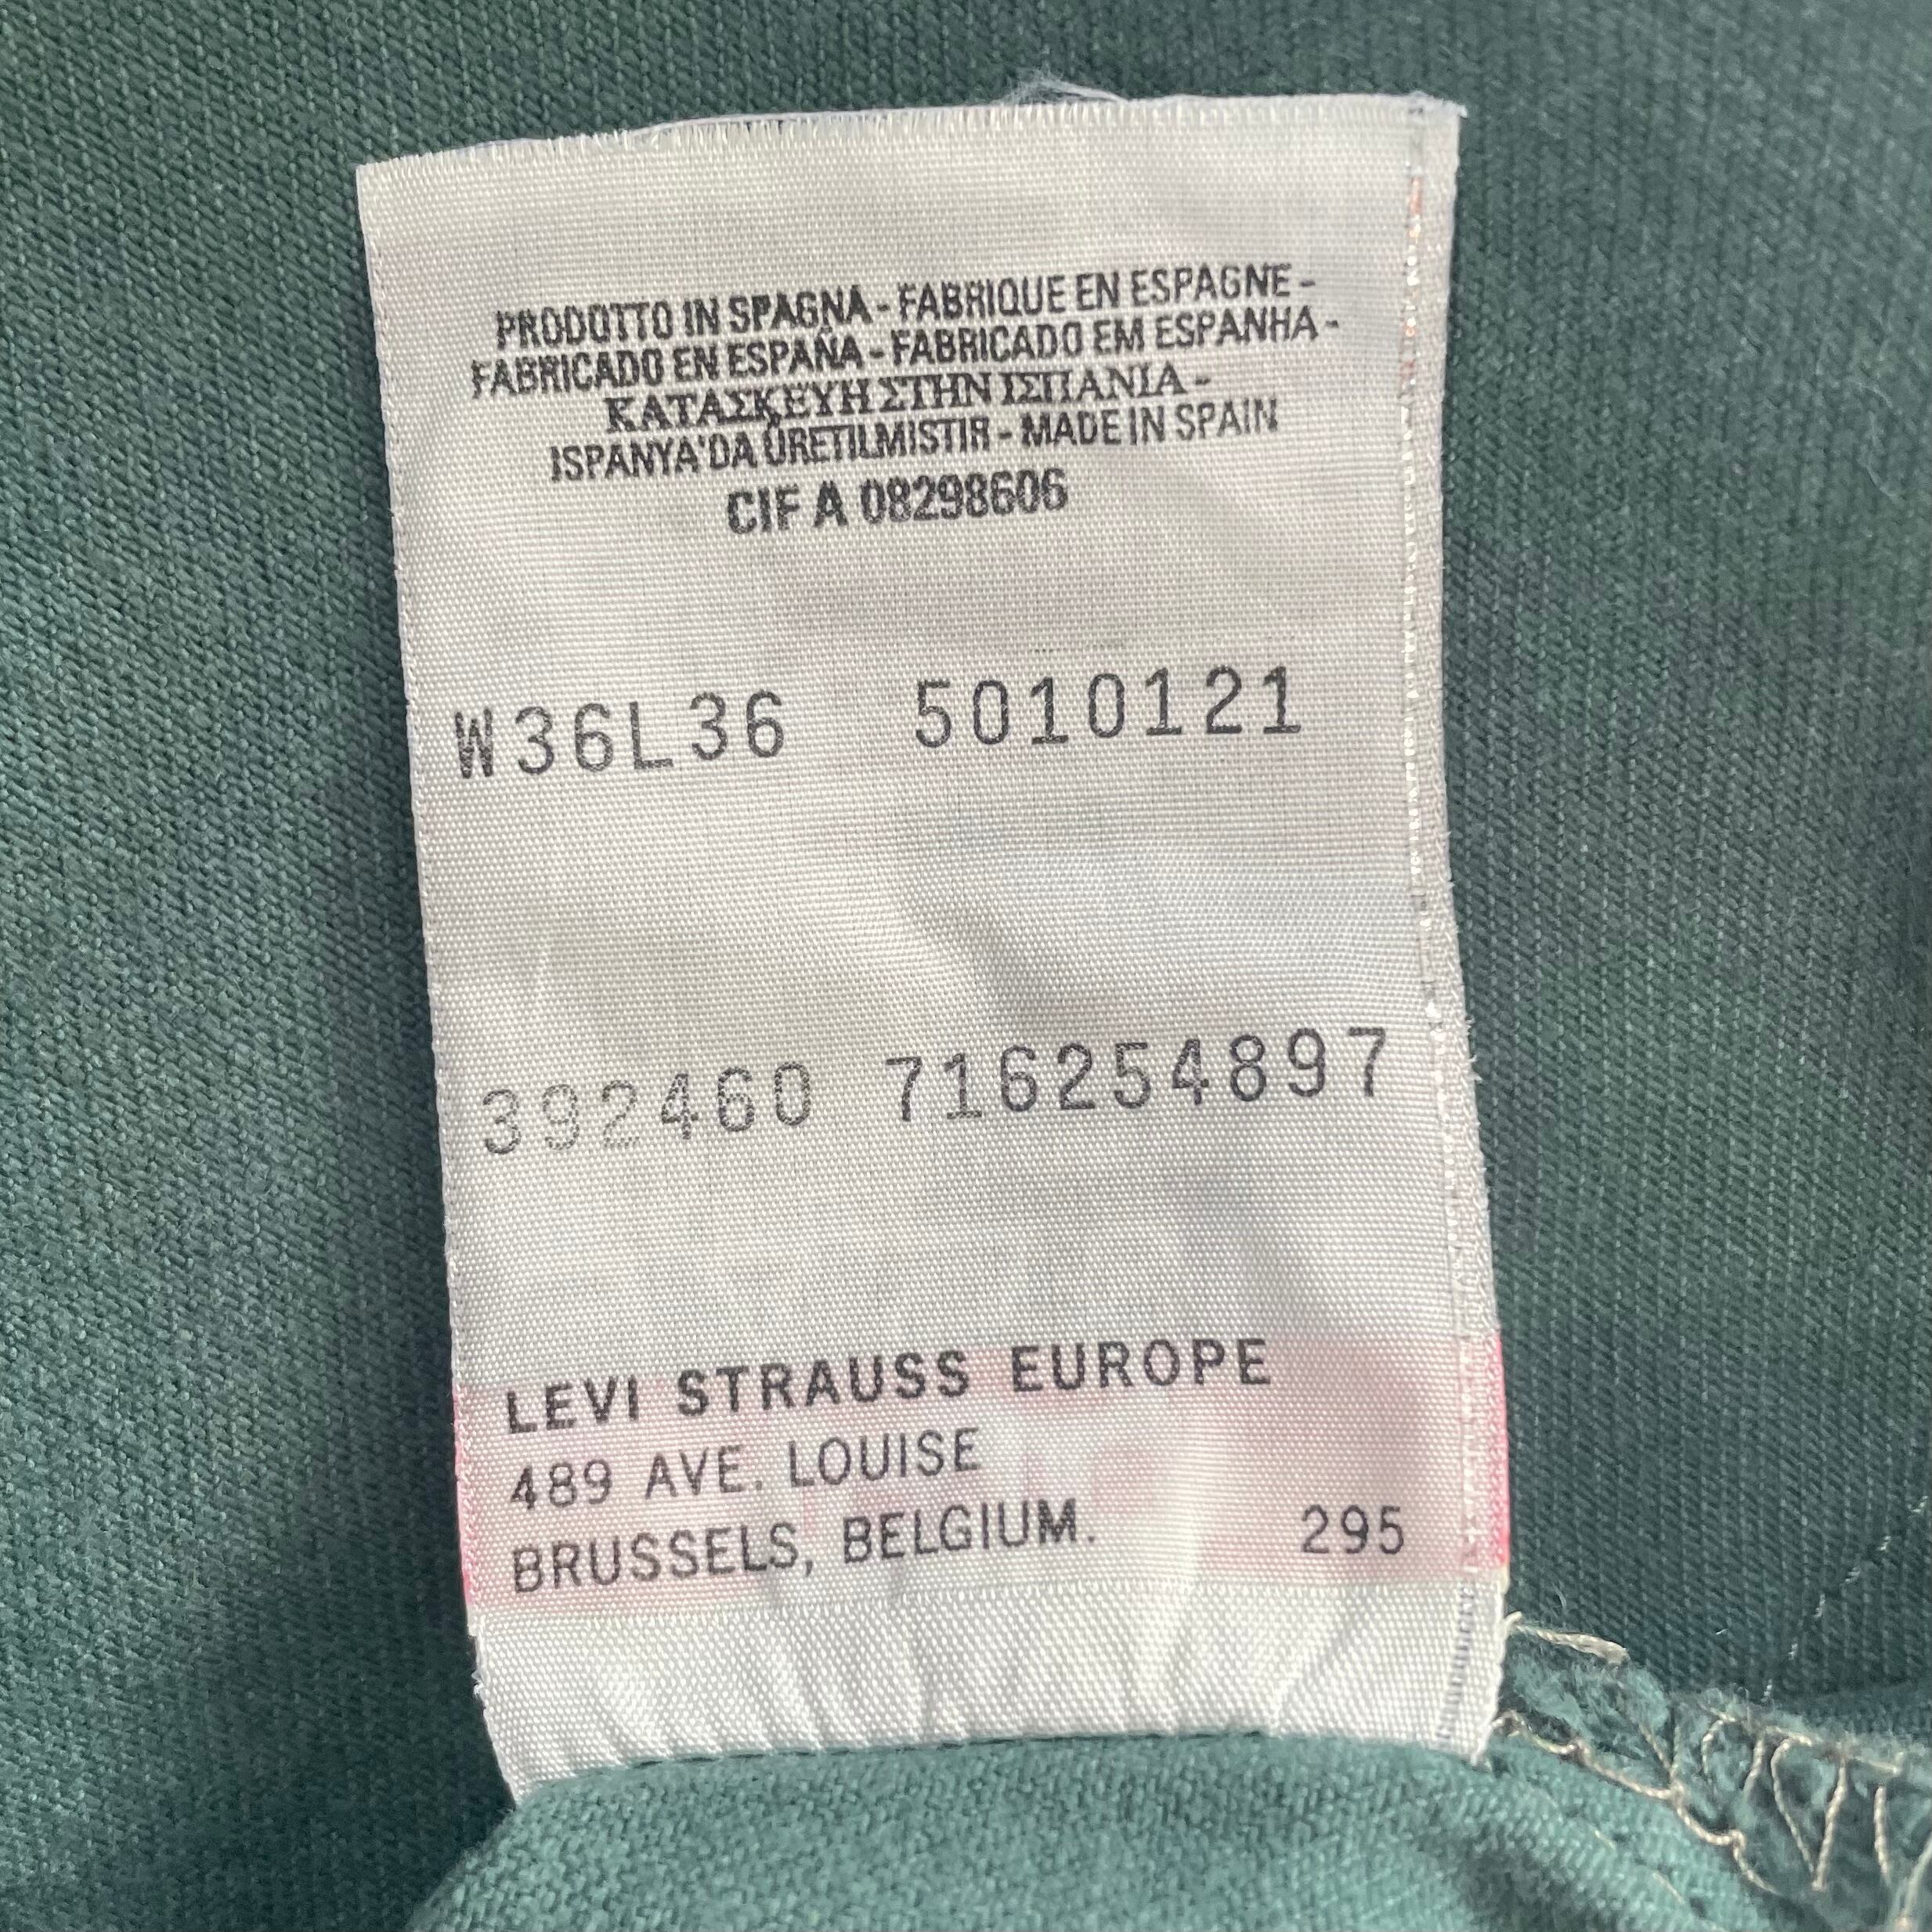 PRODOTTO IN SPAGNA - FABRIQUE EN ESPAGNE -
FABRICADO EN ESPAÑA - FABRICADO EM ESPANHA -
ΚΑΤΑΣΚΕΥΗ ΣΤΗΝ ΙΣΠΑΝΙΑ -
ISPANYA'DA ÜRETILMISTIR - MADE IN SPAIN
CIF A 08298606
W36L36 5010121
392460 716254897
LEVI STRAUSS EUROPE
489 AVE. LOUISE
BRUSSELS, BELGIUM. 295